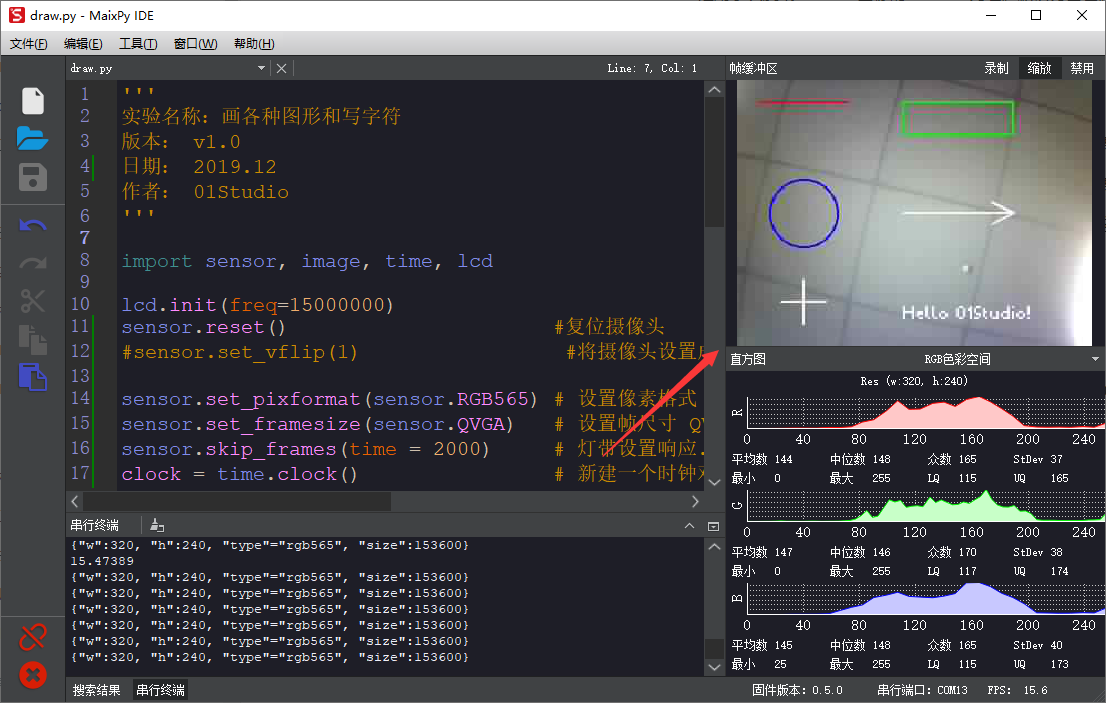 draw.py - MaixPy IDE
文件(F) 编辑(E) 工具(T) 窗口(W) 帮助(H)
draw.py
Line: 7, Col: 1
帧缓冲区 录制 缩放 禁用
1 '''
2 实验名称: 画各种图形和写字符
3 版本: v1.0
4 日期: 2019.12
5 作者: 01Studio
6 '''
7
8 import sensor, image, time, lcd
9
10 lcd.init(freq=15000000)
11 sensor.reset() #复位摄像头
12 #sensor.set_vflip(1) #将摄像头设置
13
14 sensor.set_pixformat(sensor.RGB565) # 设置像素格式
15 sensor.set_framesize(sensor.QVGA) # 设置帧尺寸 QV
16 sensor.skip_frames(time = 2000) # 灯带设置响应.
17 clock = time.clock() # 新建一个时钟
Hello 01Studio!
直方图 RGB色彩空间
Res (w:320, h:240)
R
0 40 80 120 160 200 240
平均数 144 中位数 148 众数 165 StDev 37
最小 0 最大 255 LQ 115 UQ 165
G
0 40 80 120 160 200 240
平均数 147 中位数 146 众数 170 StDev 38
最小 0 最大 255 LQ 117 UQ 174
B
0 40 80 120 160 200 240
平均数 145 中位数 148 众数 165 StDev 40
最小 25 最大 255 LQ 115 UQ 173
串行终端
{"w":320, "h":240, "type"="rgb565", "size":153600}
15.47389
{"w":320, "h":240, "type"="rgb565", "size":153600}
{"w":320, "h":240, "type"="rgb565", "size":153600}
{"w":320, "h":240, "type"="rgb565", "size":153600}
{"w":320, "h":240, "type"="rgb565", "size":153600}
{"w":320, "h":240, "type"="rgb565", "size":153600}
{"w":320, "h":240, "type"="rgb565", "size":153600}
搜索结果 串行终端
固件版本: 0.5.0 串行端口: COM13 FPS: 15.6